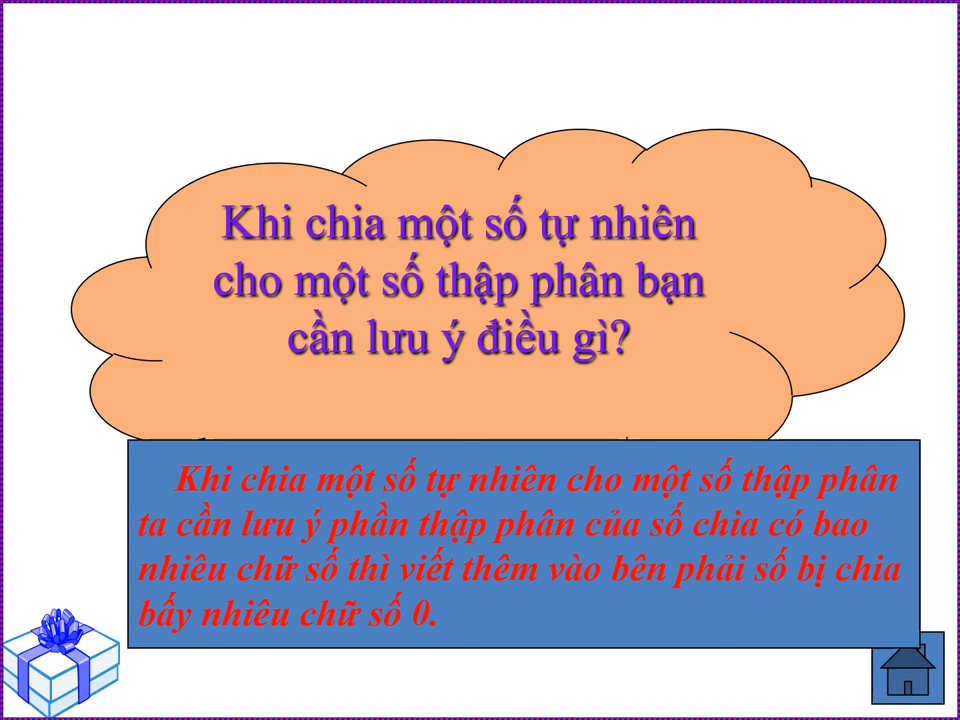 Khi chia một số tự nhiên
cho một số thập phân bạn
cần lưu ý điều gì?
Khi chia một số tự nhiên cho một số thập phân
ta cần lưu ý phần thập phân của số chia có bao
nhiêu chữ số thì viết thêm vào bên phải số bị chia
bấy nhiêu chữ số 0.